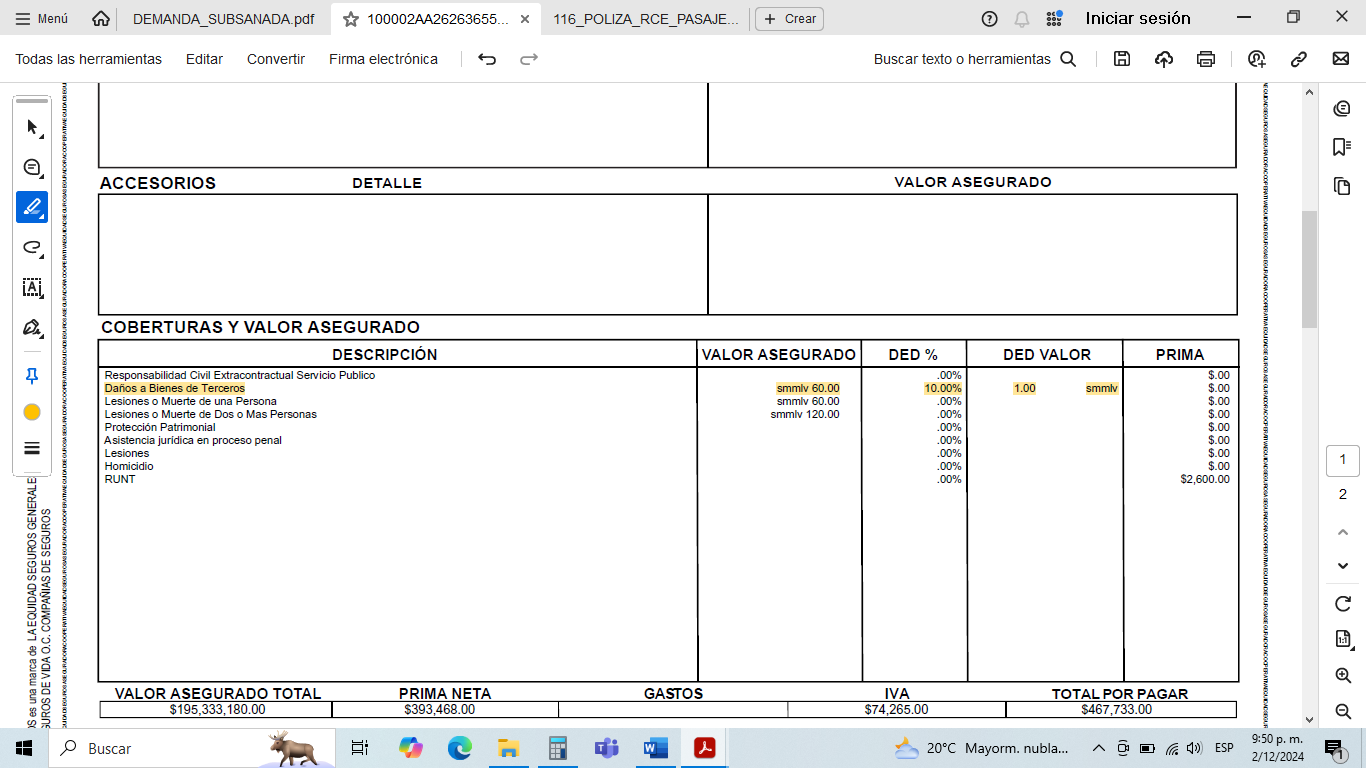 Menú
DEMANDA_SUBSANADA.pdf
100002AA26263655...
116_POLIZA_RCE_PASAJE...
Crear
Iniciar sesión
Todas las herramientas
Editar
Convertir
Firma electrónica
Buscar texto o herramientas
ACCESORIOS DETALLE VALOR ASEGURADO
COBERTURAS Y VALOR ASEGURADO
DESCRIPCIÓN VALOR ASEGURADO DED % DED VALOR PRIMA
Responsabilidad Civil Extracontractual Servicio Publico .00% $.00
Daños a Bienes de Terceros smmlv 60.00 10.00% 1.00 smmlv $.00
Lesiones o Muerte de una Persona smmlv 60.00 .00% $.00
Lesiones o Muerte de Dos o Mas Personas smmlv 120.00 .00% $.00
Protección Patrimonial .00% $.00
Asistencia jurídica en proceso penal .00% $.00
Lesiones .00% $.00
Homicidio .00% $.00
RUNT .00% $2,600.00
VALOR ASEGURADO TOTAL PRIMA NETA GASTOS IVA TOTAL POR PAGAR
$195,333,180.00 $393,468.00 $74,265.00 $467,733.00
OS es una marca de LA EQUIDAD SEGUROS GENERALE
GUROS DE VIDA O.C. COMPAÑIAS DE SEGUROS
1
2
Buscar
20°C Mayorm. nubla...
ESP
9:50 p. m.
2/12/2024
1